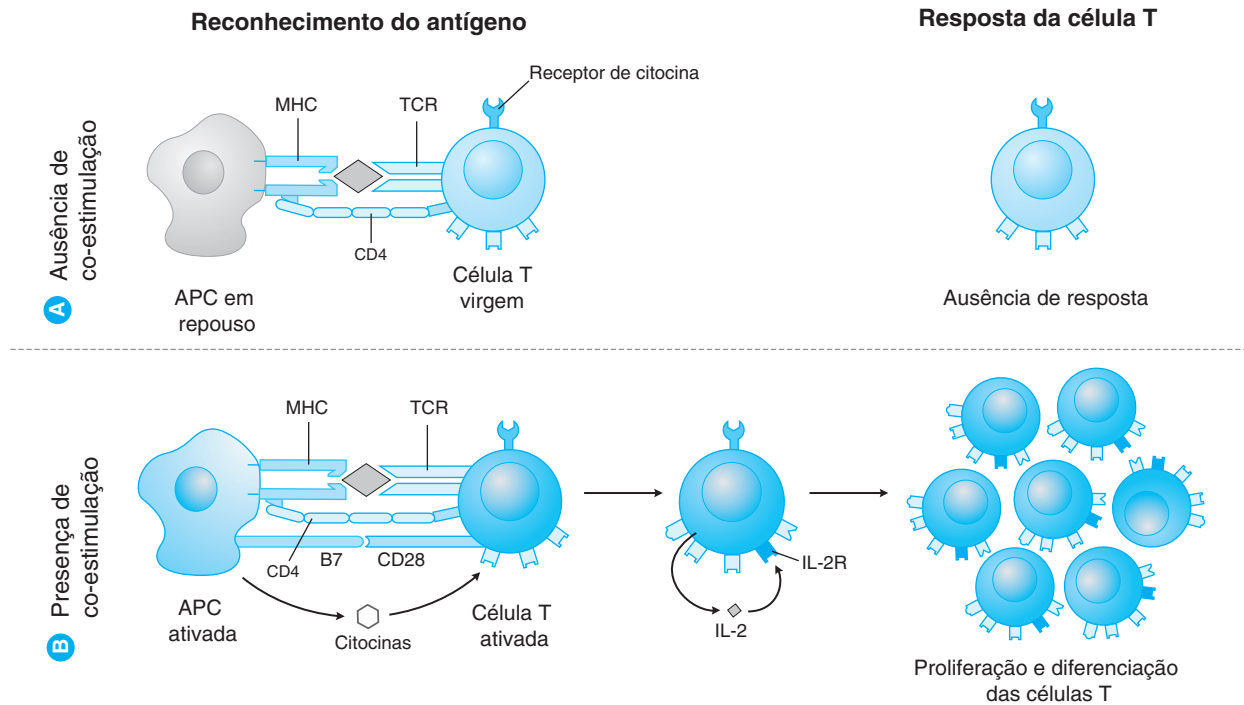 Reconhecimento do antígeno
Resposta da célula T
A
Ausência de
co-estimulação
MHC
TCR
Receptor de citocina
CD4
APC em
repouso
Célula T
virgem
Ausência de resposta
B
Presença de
co-estimulação
MHC
TCR
CD4
B7
CD28
APC
ativada
Citocinas
Célula T
ativada
IL-2R
IL-2
Proliferação e diferenciação
das células T